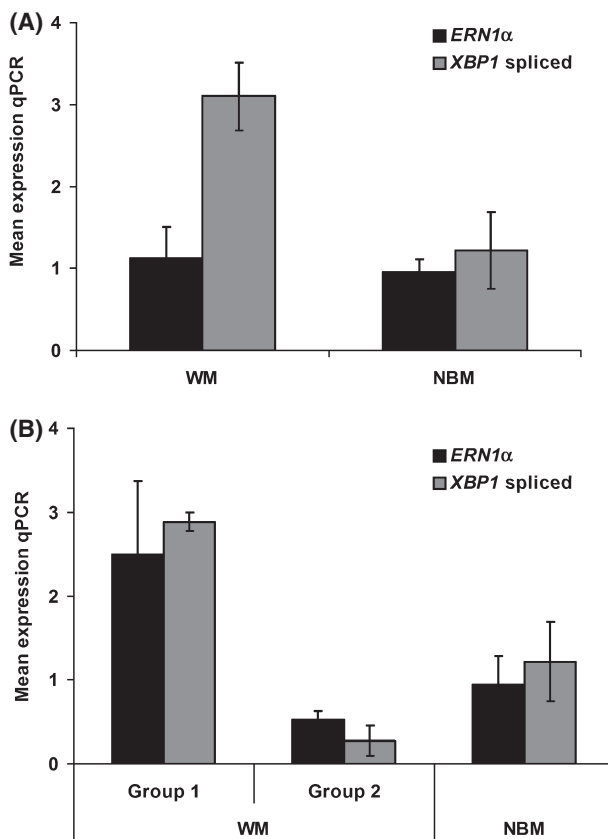 (A)
ERN1α
XBP1 spliced
Mean expression qPCR
4
3
2
1
0
WM NBM
(B)
ERN1α
XBP1 spliced
Mean expression qPCR
4
3
2
1
0
Group 1 Group 2
WM NBM